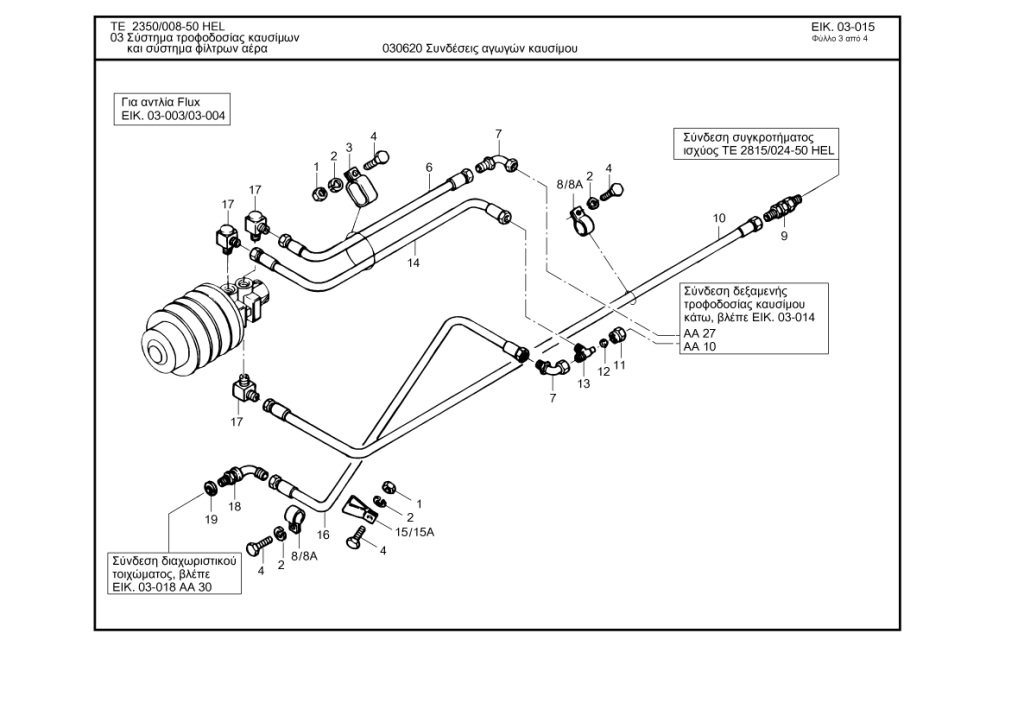 TE 2350/008-50 HEL
03 Σύστημα τροφοδοσίας καυσίμων
και σύστημα φίλτρων αέρα
030620 Συνδέσεις αγωγών καυσίμου
ΕΙΚ. 03-015
Φύλλο 3 από 4
Για αντλία Flux
ΕΙΚ. 03-003/03-004
Σύνδεση συγκροτήματος
ισχύος TE 2815/024-50 HEL
1
2
3
4
6
7
8/8A
2
4
17
17
14
10
9
Σύνδεση δεξαμενής
τροφοδοσίας καυσίμου
κάτω, βλέπε ΕΙΚ. 03-014
ΑΑ 27
ΑΑ 10
7
13
12
11
17
18
19
16
1
2
15/15A
4
8/8A
2
4
Σύνδεση διαχωριστικού
τοιχώματος, βλέπε
ΕΙΚ. 03-018 ΑΑ 30